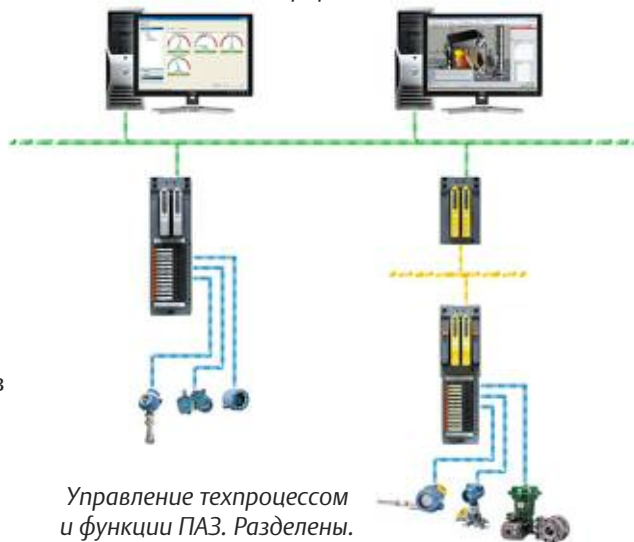 в
Управление техпроцессом
и функции ПАЗ. Разделены.